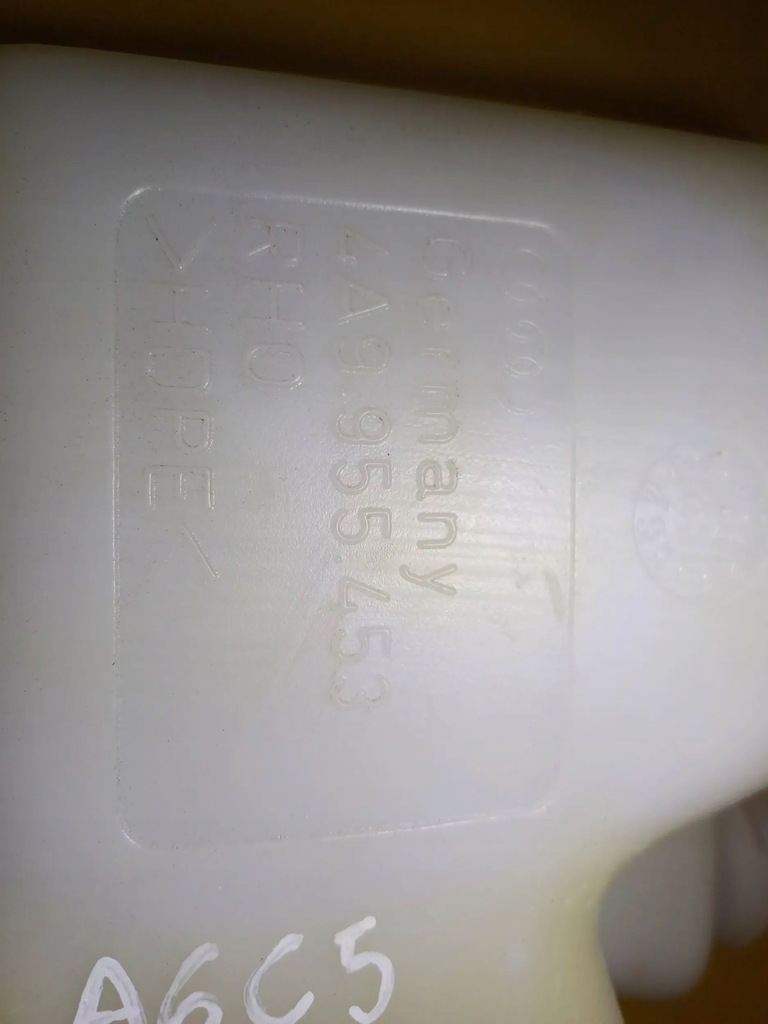 Germany
4A9.955.453
RHO
>HDPE<
A6C5